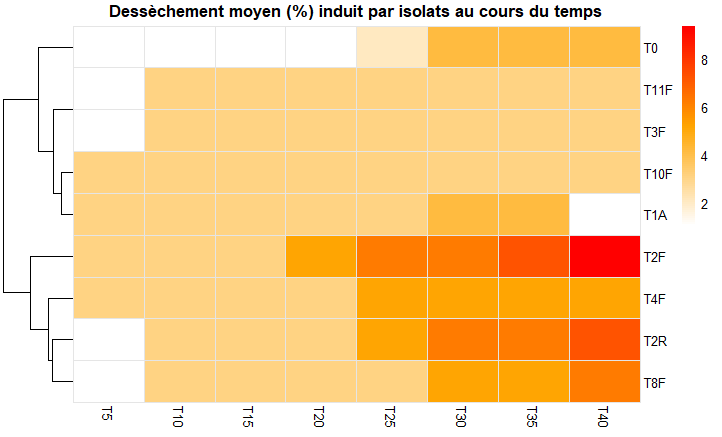 Dessèchement moyen (%) induit par isolats au cours du temps
T0
T11F
T3F
T10F
T1A
T2F
T4F
T2R
T8F
8
6
4
2
T5
T10
T15
T20
T25
T30
T35
T40